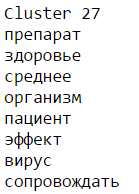 Cluster 27
препарат
здоровье
среднее
организм
пациент
эффект
вирус
сопровождать